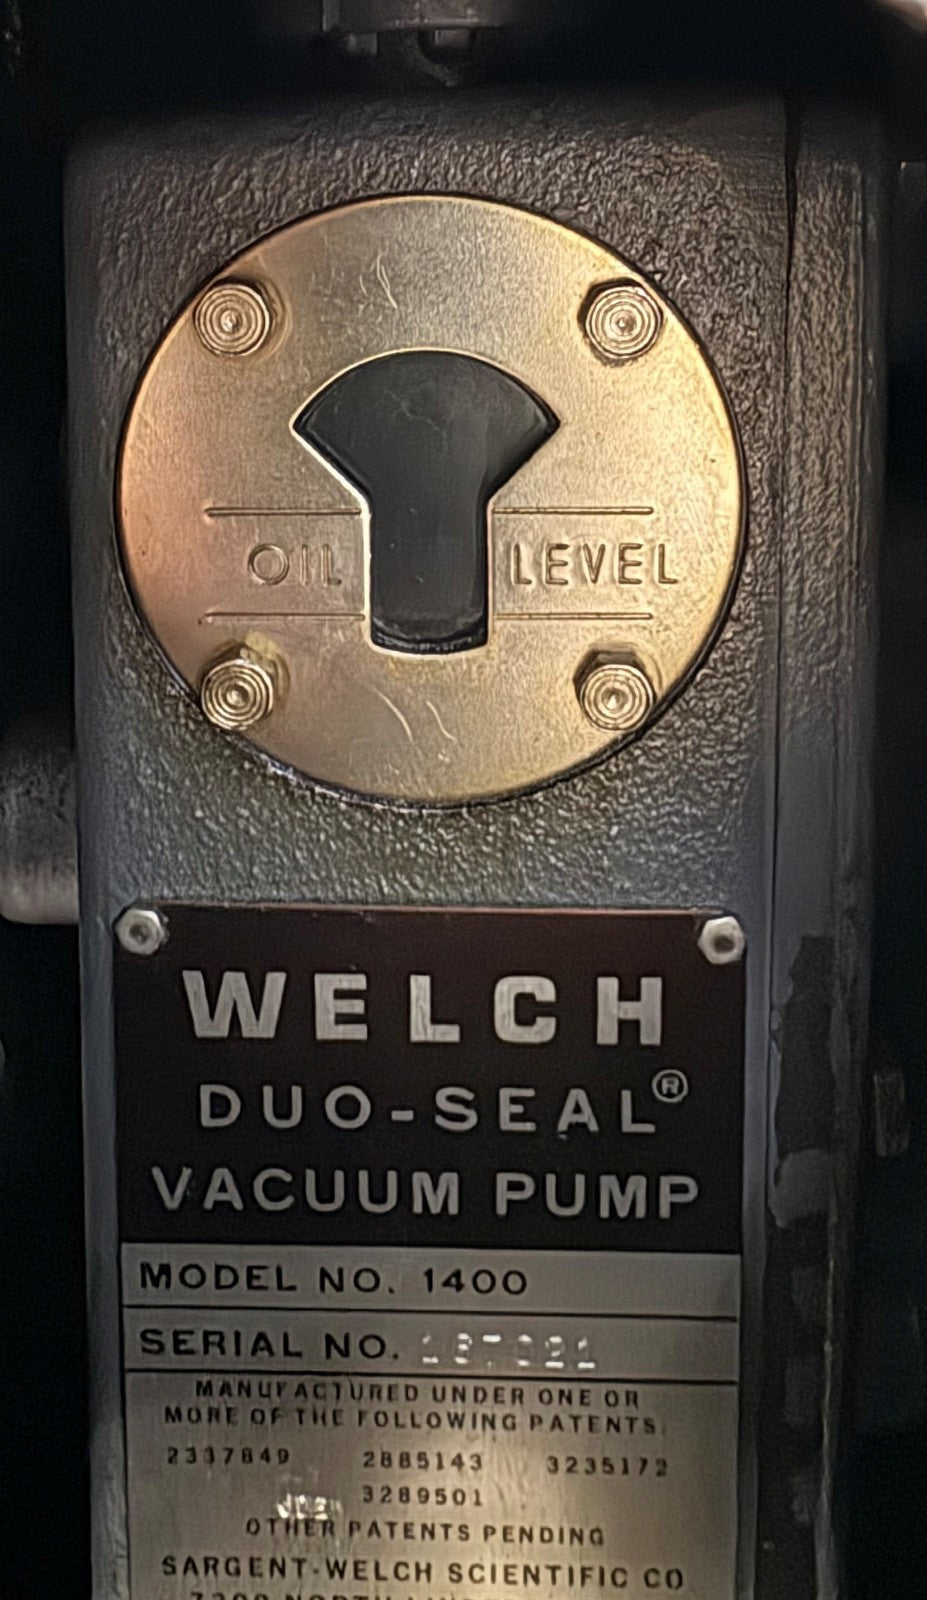 OIL LEVEL
WELCH
DUO-SEAL®
VACUUM PUMP
MODEL NO. 1400
SERIAL NO.
MANUFACTURED UNDER ONE OR
MORE OF THE FOLLOWING PATENTS
2337849 2885143 3235172
3289501
OTHER PATENTS PENDING
SARGENT-WELCH SCIENTIFIC CO